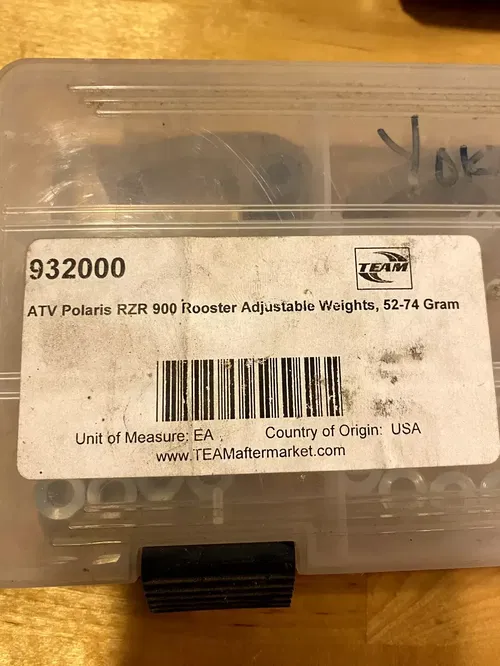 932000
TEAM
ATV Polaris RZR 900 Rooster Adjustable Weights, 52-74 Gram
Unit of Measure: EA
Country of Origin: USA
www.TEAMaftermarket.com